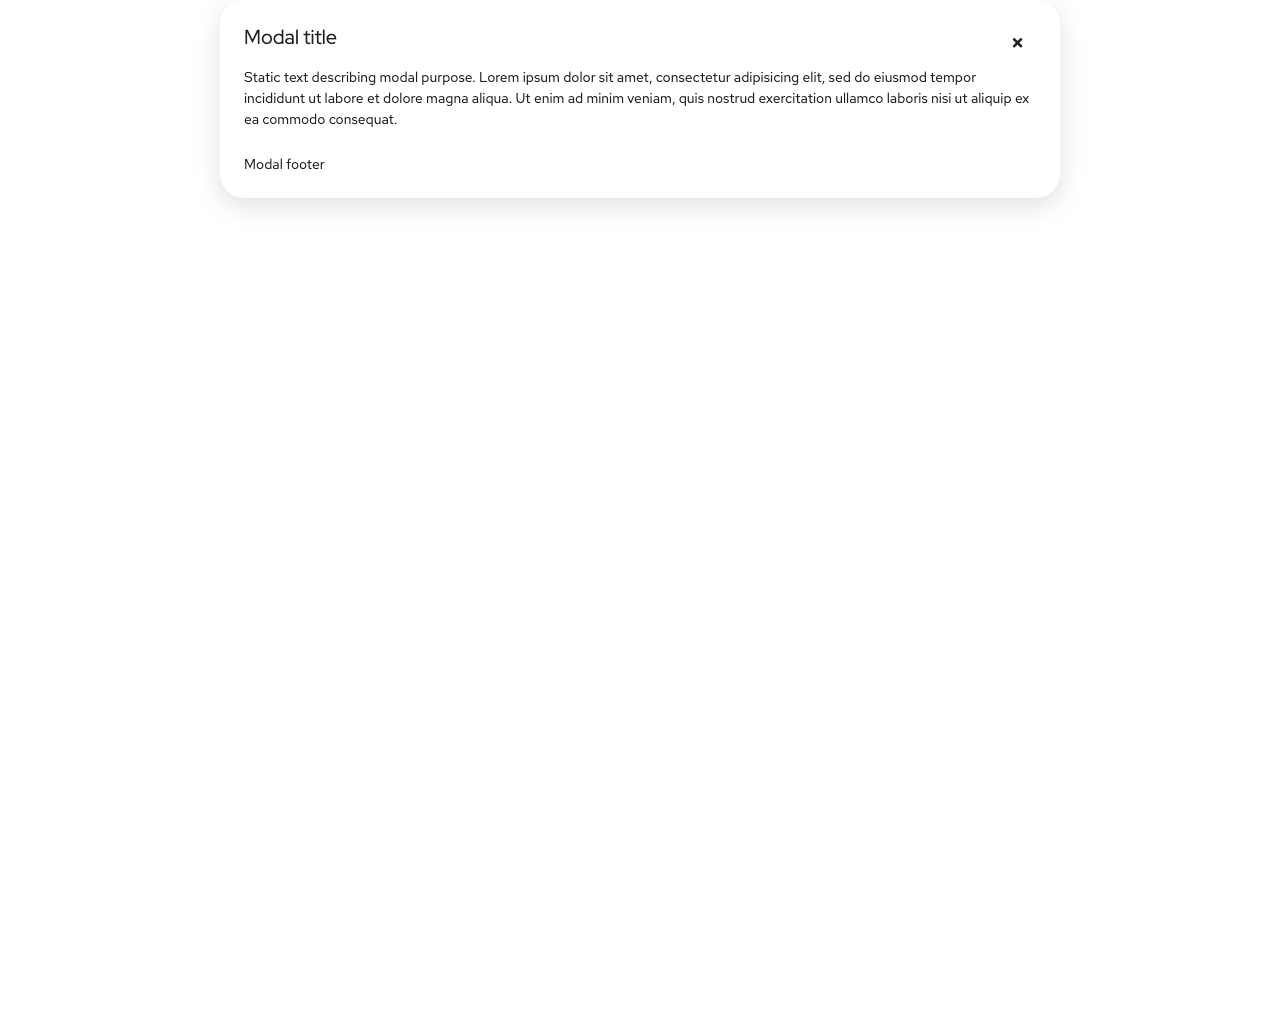 Modal title
Static text describing modal purpose. Lorem ipsum dolor sit amet, consectetur adipisicing elit, sed do eiusmod tempor
incididunt ut labore et dolore magna aliqua. Ut enim ad minim veniam, quis nostrud exercitation ullamco laboris nisi ut aliquip ex
ea commodo consequat.
Modal footer